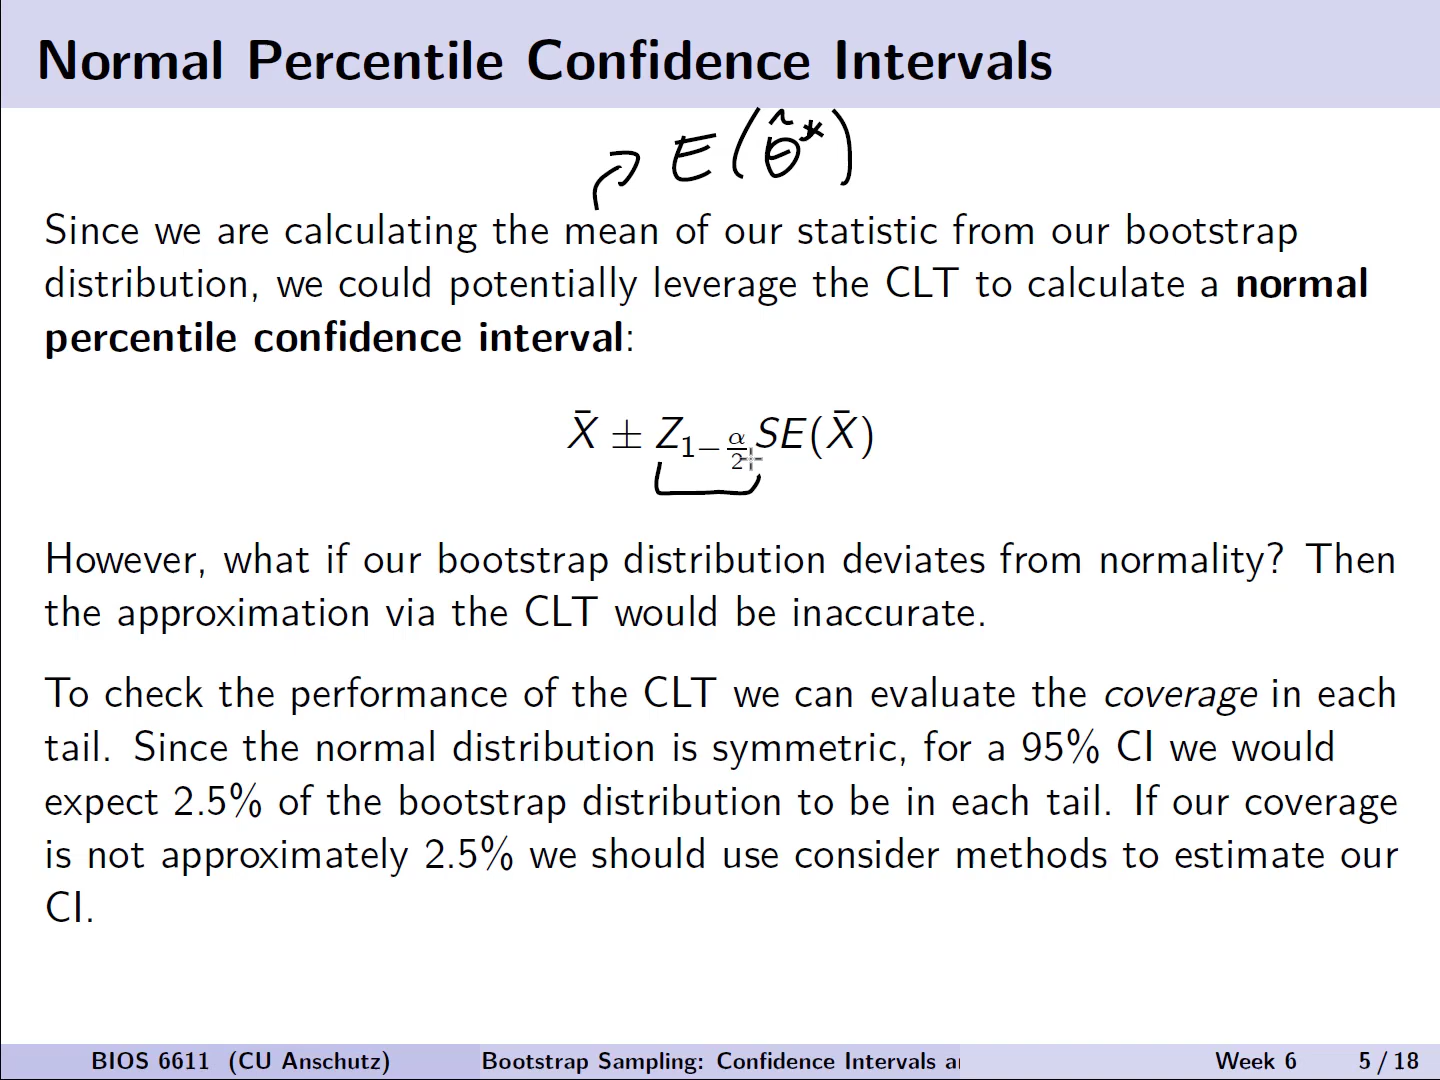 Normal Percentile Confidence Intervals
E(θ̂*)
Since we are calculating the mean of our statistic from our bootstrap
distribution, we could potentially leverage the CLT to calculate a normal
percentile confidence interval:
X̄ ± Z_{1−α/2} SE(X̄)
However, what if our bootstrap distribution deviates from normality? Then
the approximation via the CLT would be inaccurate.
To check the performance of the CLT we can evaluate the coverage in each
tail. Since the normal distribution is symmetric, for a 95% CI we would
expect 2.5% of the bootstrap distribution to be in each tail. If our coverage
is not approximately 2.5% we should use consider methods to estimate our
CI.
BIOS 6611 (CU Anschutz) Bootstrap Sampling: Confidence Intervals a Week 6 5 / 18